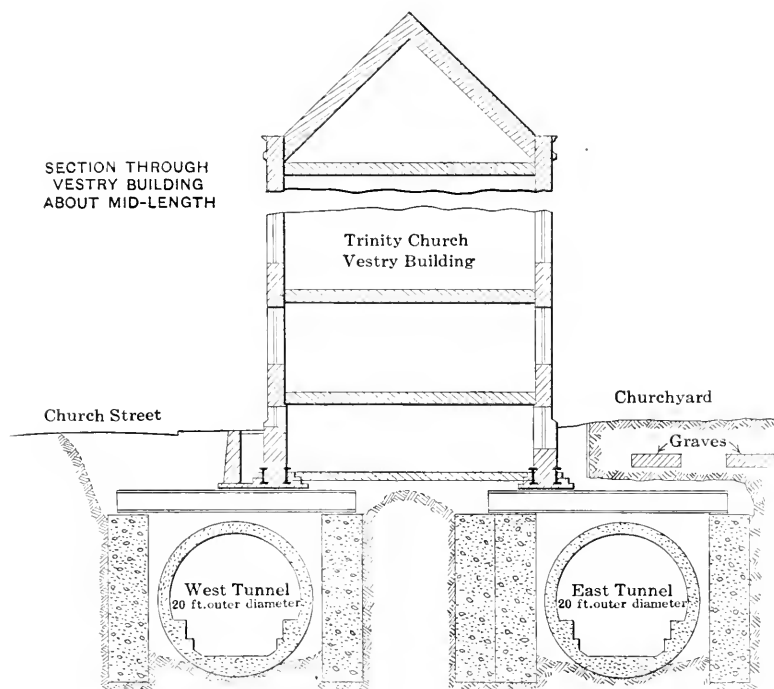 SECTION THROUGH
VESTRY BUILDING
ABOUT MID-LENGTH
Trinity Church
Vestry Building
Church Street
Churchyard
Graves
West Tunnel
20 ft.outer diameter
East Tunnel
20 ft.outer diameter